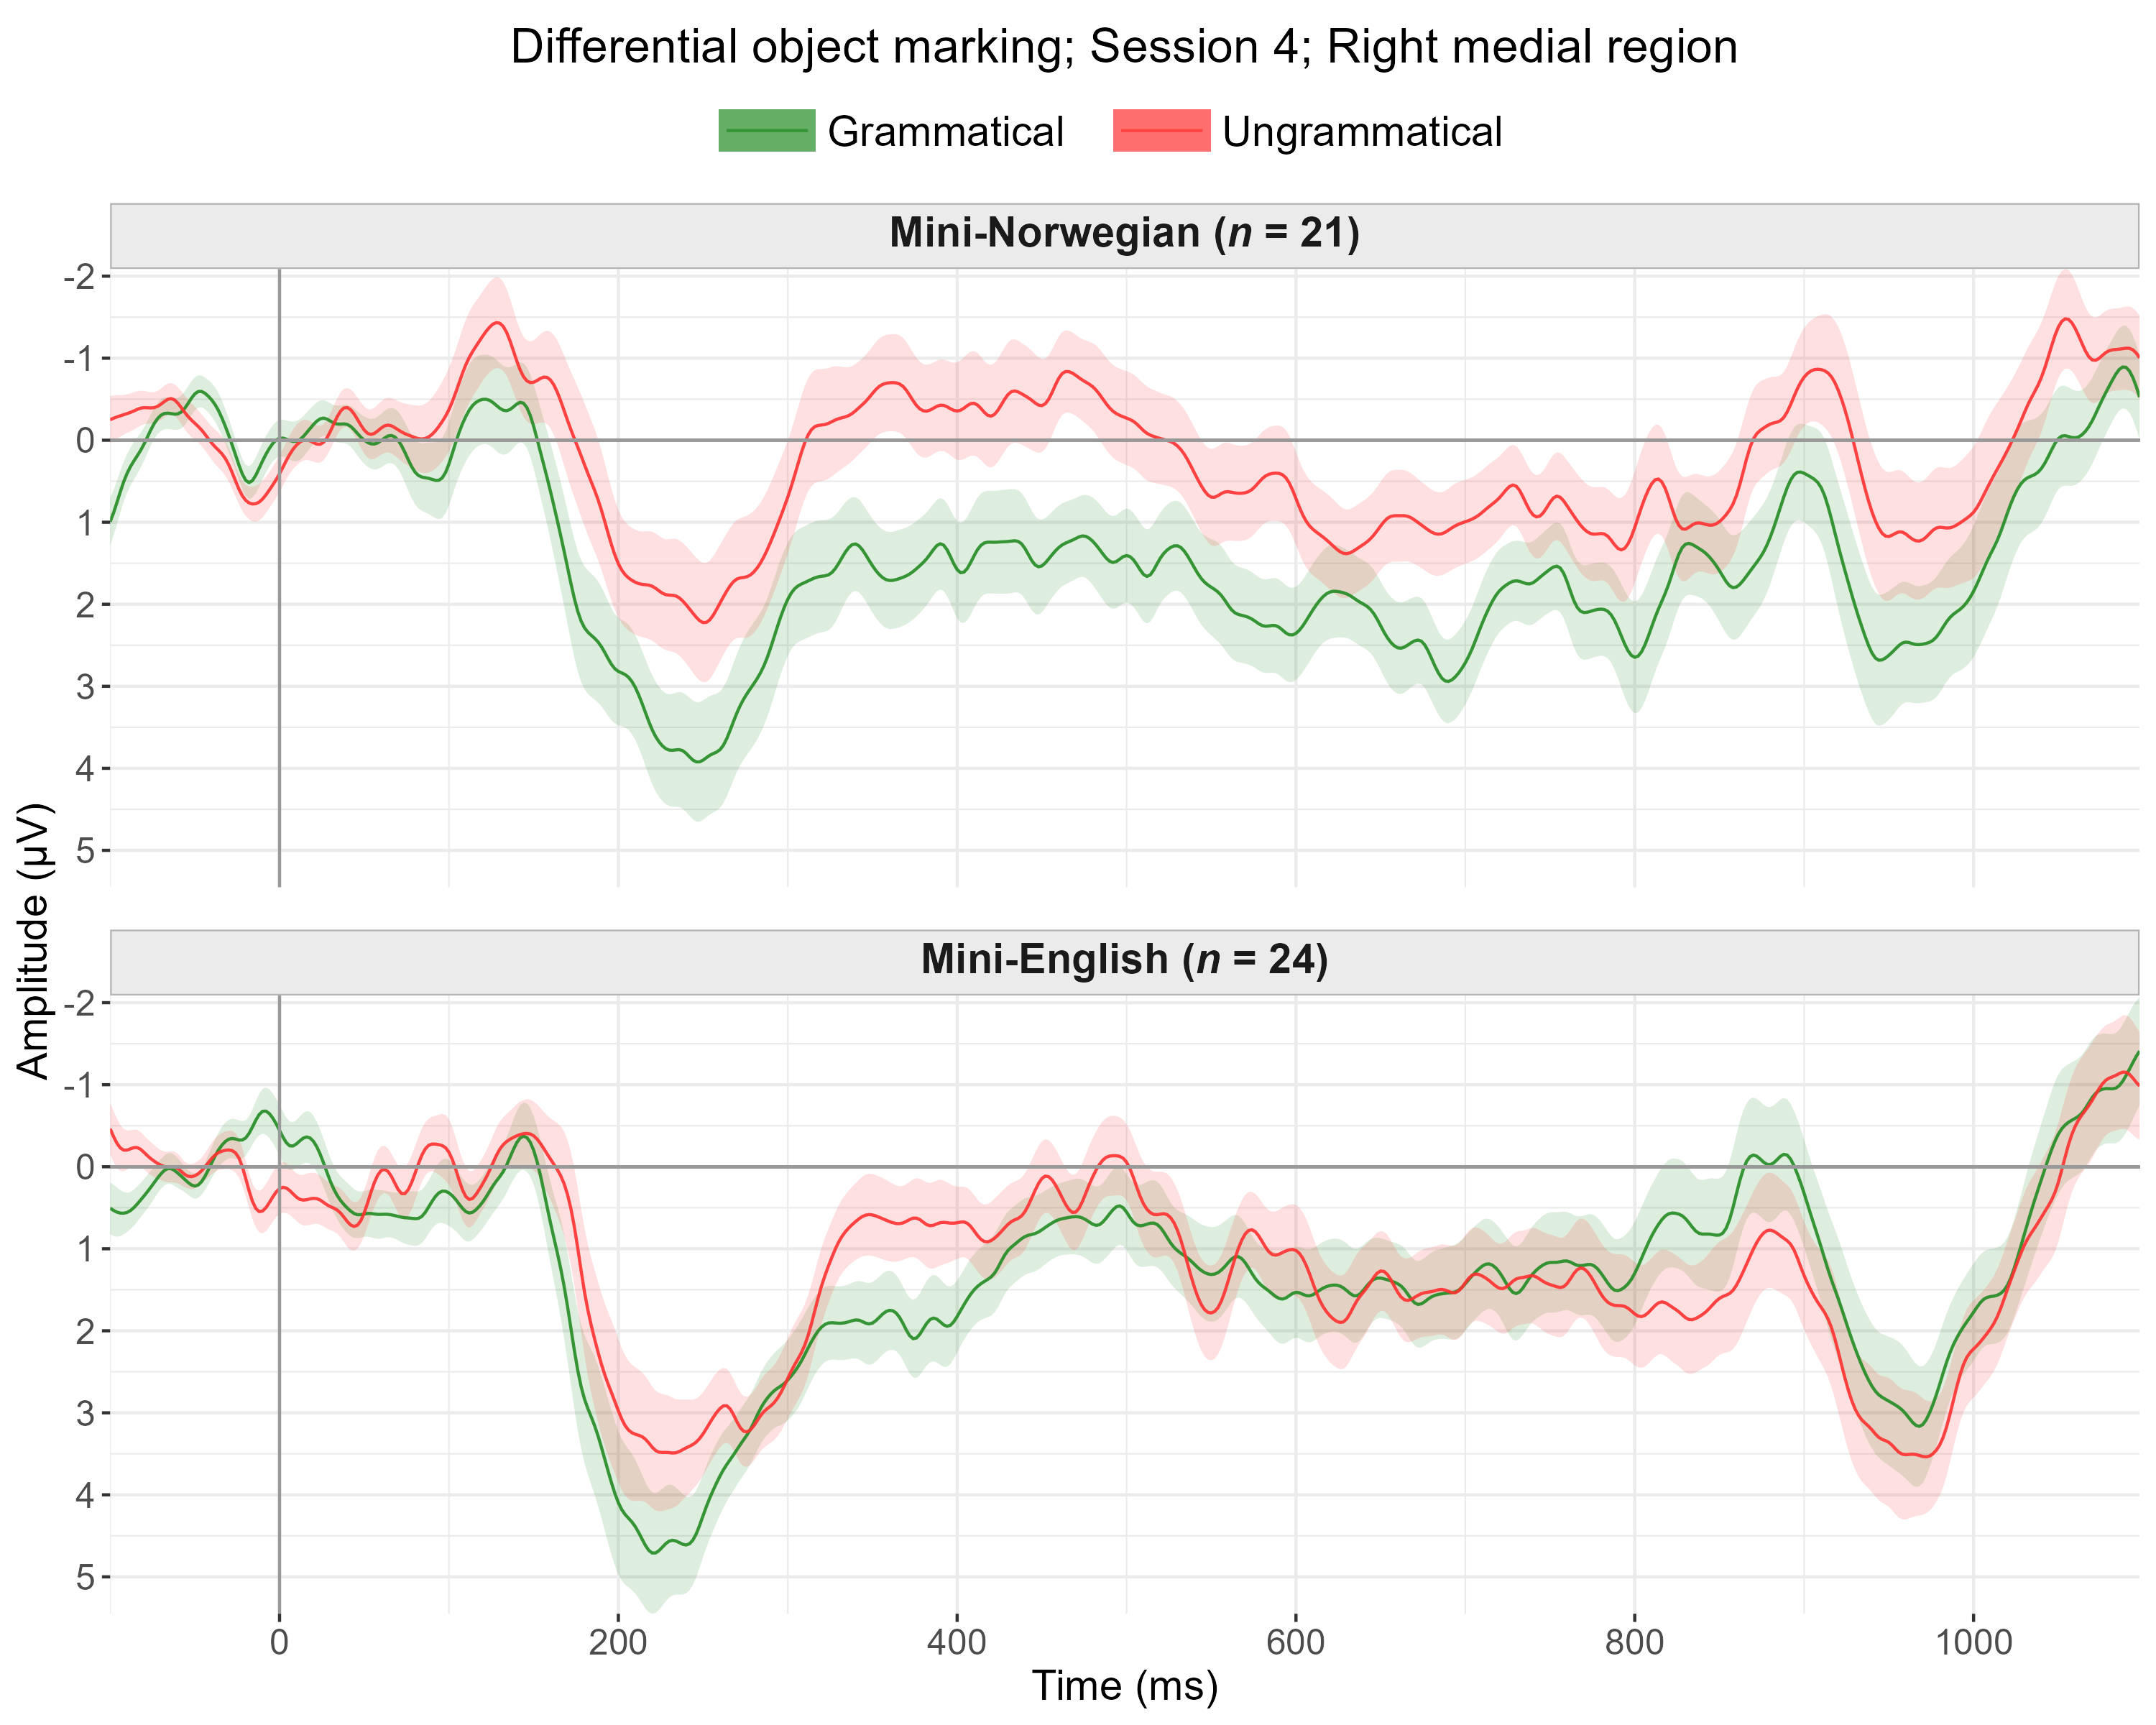 Differential object marking; Session 4; Right medial region
Grammatical
Ungrammatical
Mini-Norwegian (n = 21)
-2
-1
0
1
2
3
4
5
Amplitude (µV)
Mini-English (n = 24)
-2
-1
0
1
2
3
4
5
0 200 400 600 800 1000
Time (ms)